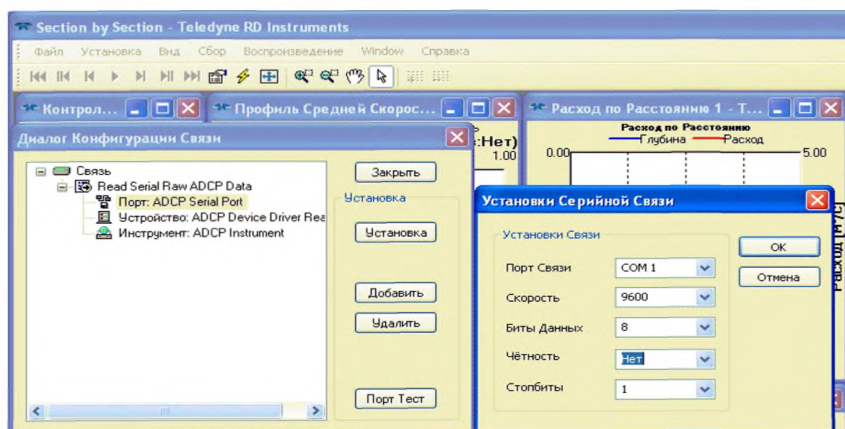 Section by Section - Teledyne RD Instruments
Файл Установка Вид Сбор Воспроизведение Window Справка
Контрол... Профиль Средней Скорос... Расход по Расстоянию 1 - Т...
Диалог Конфигурации Связи
:Нет)
1.00
Расход по Расстоянию
Глубина Расход
0.00 5.00
Связь
Read Serial Raw ADCP Data
Порт: ADCP Serial Port
Устройство: ADCP Device Driver Rea
Инструмент: ADCP Instrument
Закрыть
Установка
Установка
Добавить
Удалить
Порт Тест
Установки Серийной Связи
Установки Связи
Порт Связи COM 1
Скорость 9600
Биты Данных 8
Чётность Нет
Стопбиты 1
OK
Отмена
Расход [м³/с]